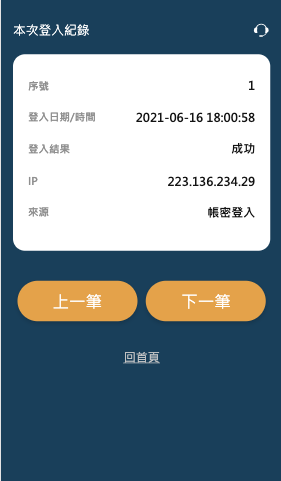 本次登入紀錄
序號 1
登入日期/時間 2021-06-16 18:00:58
登入結果 成功
IP 223.136.234.29
來源 帳密登入
上一筆 下一筆
回首頁